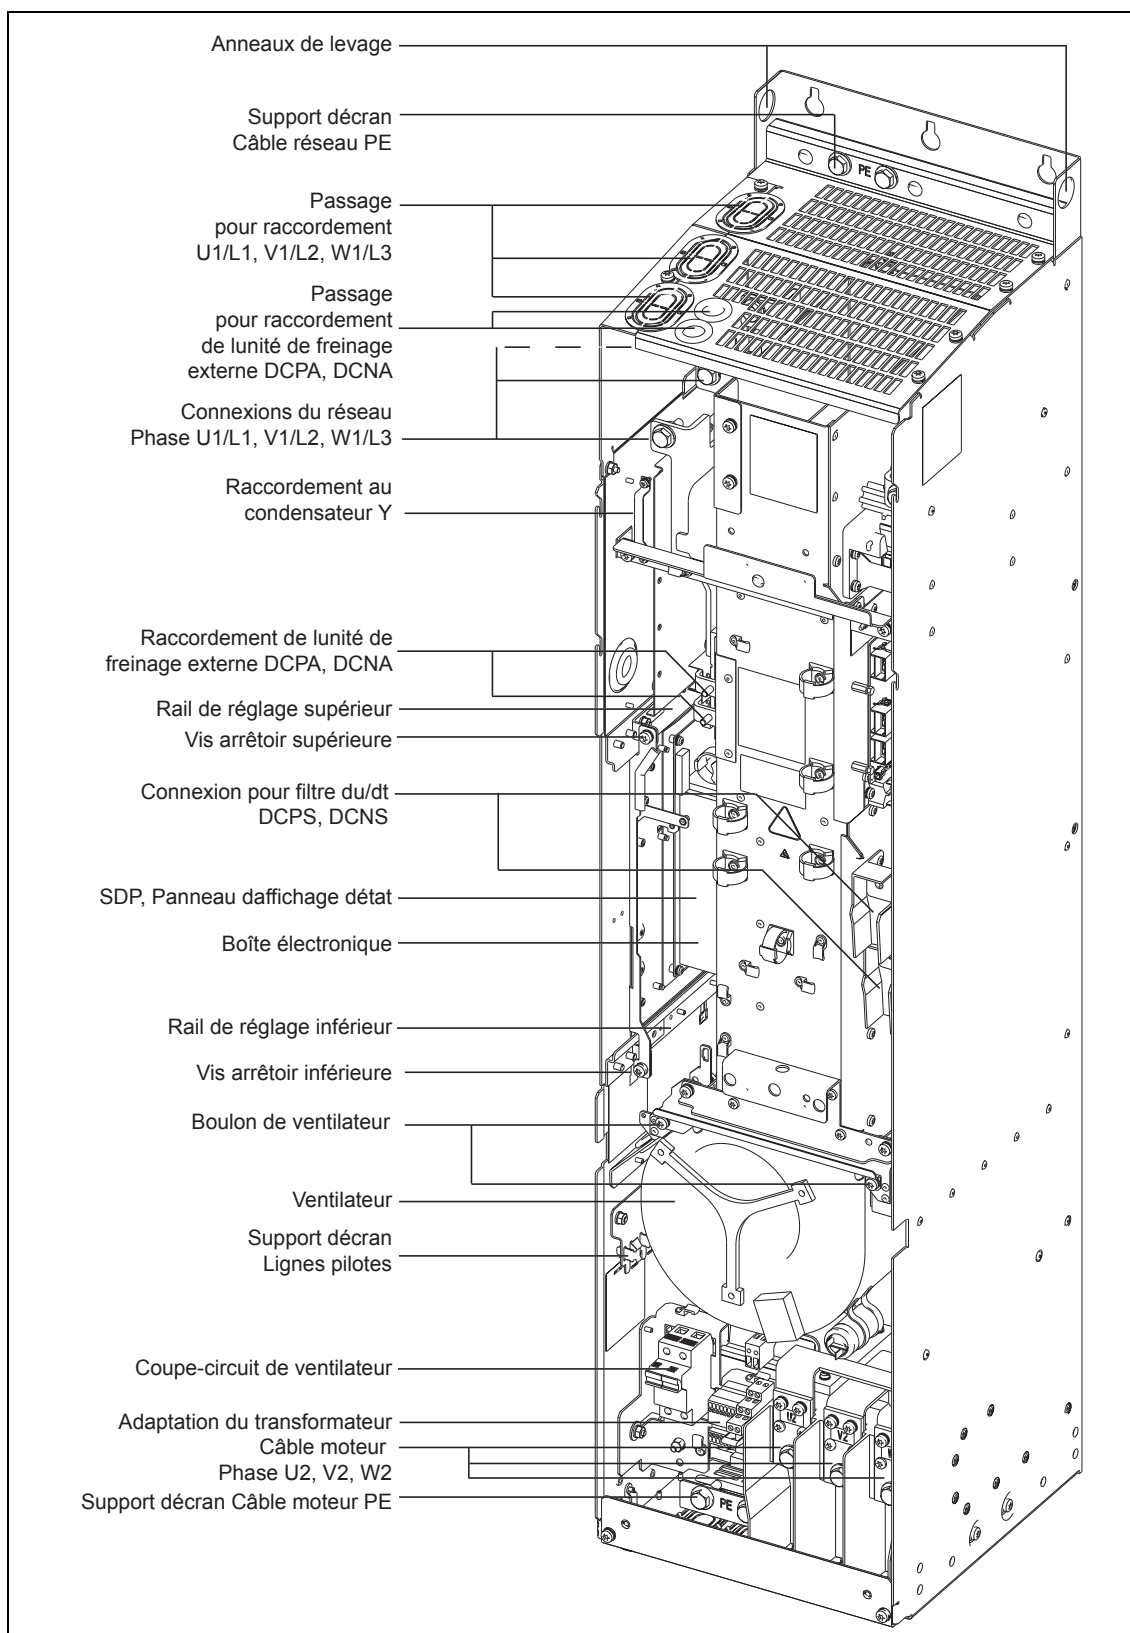 Anneaux de levage
Support décran
Câble réseau PE
Passage
pour raccordement
U1/L1, V1/L2, W1/L3
Passage
pour raccordement
de lunité de freinage
externe DCPA, DCNA
Connexions du réseau
Phase U1/L1, V1/L2, W1/L3
Raccordement au
condensateur Y
Raccordement de lunité de
freinage externe DCPA, DCNA
Rail de réglage supérieur
Vis arrêtoir supérieure
Connexion pour filtre du/dt
DCPS, DCNS
SDP, Panneau daffichage détat
Boîte électronique
Rail de réglage inférieur
Vis arrêtoir inférieure
Boulon de ventilateur
Ventilateur
Support décran
Lignes pilotes
Coupe-circuit de ventilateur
Adaptation du transformateur
Câble moteur
Phase U2, V2, W2
Support décran Câble moteur PE
PE
U2
V2
PE